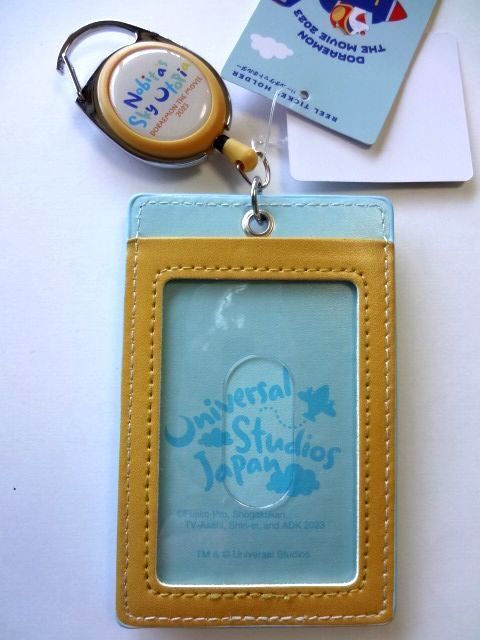 Nobita's
Sky Utopia
DORAEMON THE MOVIE
2023
DORAEMON
THE MOVIE 2023
REEL TICKET HOLDER
Universal
Studios
Japan
©Fujiko-Pro, Shogakukan,
TV-Asahi, Shin-ei, and ADK 2023
TM & © Universal Studios